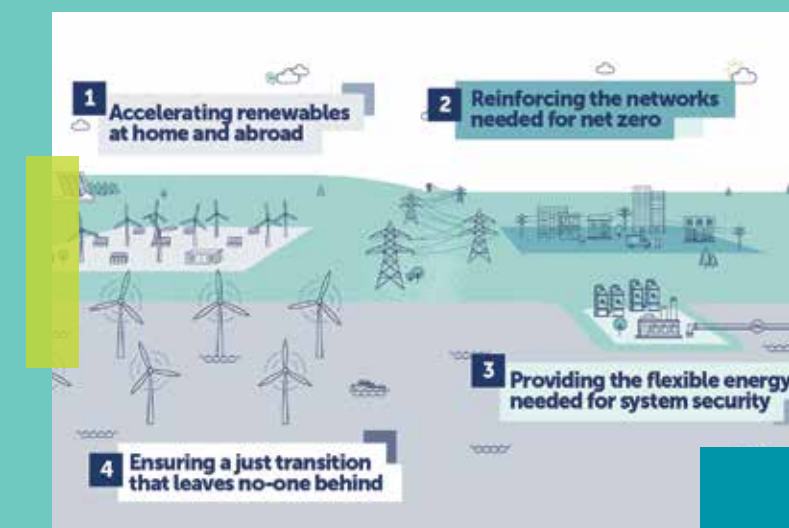 1
Accelerating renewables
at home and abroad
2
Reinforcing the networks
needed for net zero
3
Providing the flexible energy
needed for system security
4
Ensuring a just transition
that leaves no-one behind